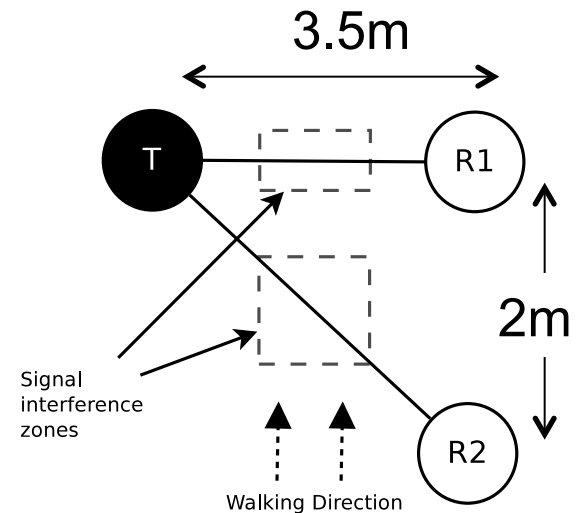 3.5m
T
R1
2m
Signal
interference
zones
R2
Walking Direction